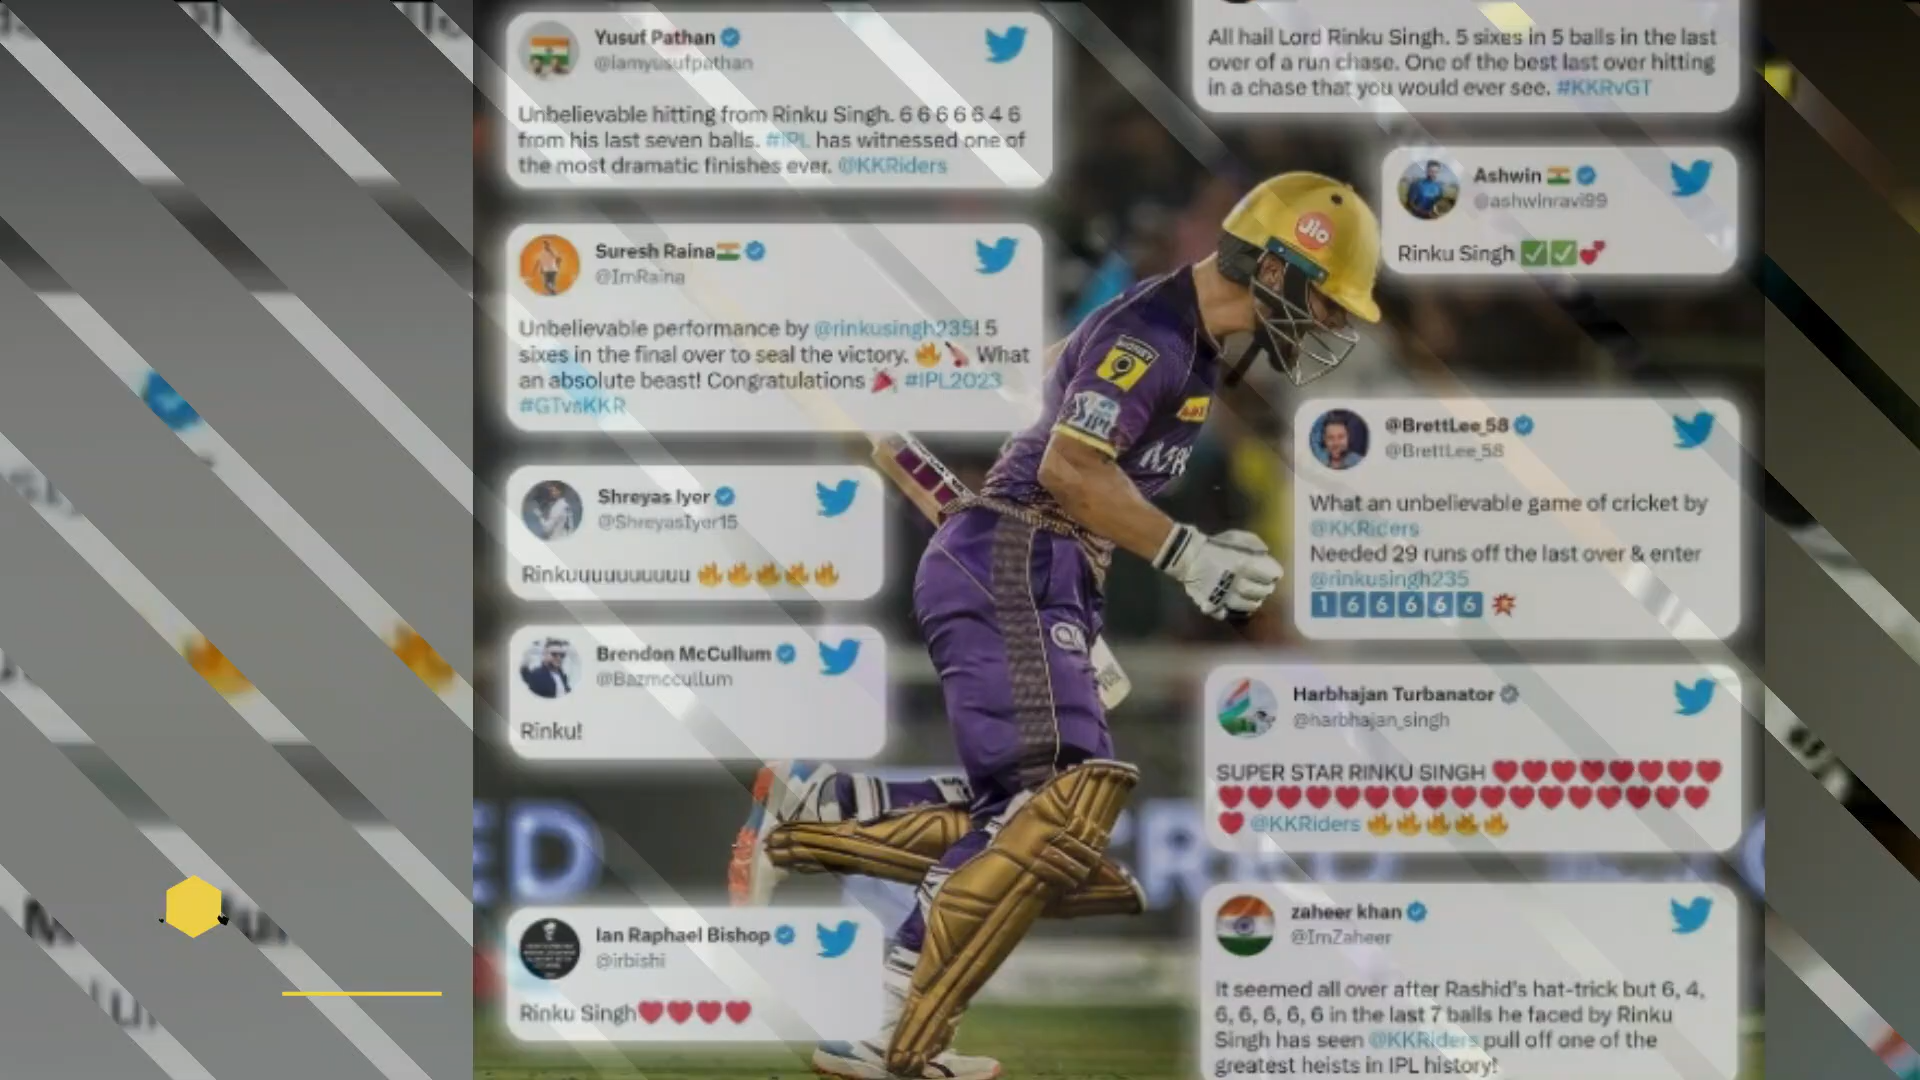 Yusuf Pathan
@iamyusufpathan
Unbelievable hitting from Rinku Singh. 6 6 6 6 6 4 6
from his last seven balls. #IPL has witnessed one of
the most dramatic finishes ever. @KKRiders
Suresh Raina
@ImRaina
Unbelievable performance by @rinkusingh235! 5
sixes in the final over to seal the victory. 🔥🏏 What
an absolute beast! Congratulations 🎉 #IPL2023
#GTvsKKR
Shreyas Iyer
@ShreyasIyer15
Rinkuuuuuuuuuu 🔥🔥🔥🔥🔥
Brendon McCullum
@Bazmccullum
Rinku!
Ian Raphael Bishop
@irbishi
Rinku Singh❤❤❤❤
Jio
9
IPL
All hail Lord Rinku Singh. 5 sixes in 5 balls in the last
over of a run chase. One of the best last over hitting
in a chase that you would ever see. #KKRvGT
Ashwin 🇮🇳
@ashwinravi99
Rinku Singh ✅✅💕
@BrettLee_58
@BrettLee_58
What an unbelievable game of cricket by
@KKRiders
Needed 29 runs off the last over & enter
@rinkusingh235
1 6 6 6 6 6 💥
Harbhajan Turbanator
@harbhajan_singh
SUPER STAR RINKU SINGH ❤❤❤❤❤❤❤❤
❤❤❤❤❤❤❤❤❤❤❤❤❤❤❤❤❤
❤ @KKRiders 🔥🔥🔥🔥🔥
zaheer khan
@ImZaheer
It seemed all over after Rashid's hat-trick but 6, 4,
6, 6, 6, 6, 6 in the last 7 balls he faced by Rinku
Singh has seen @KKRiders pull off one of the
greatest heists in IPL history!